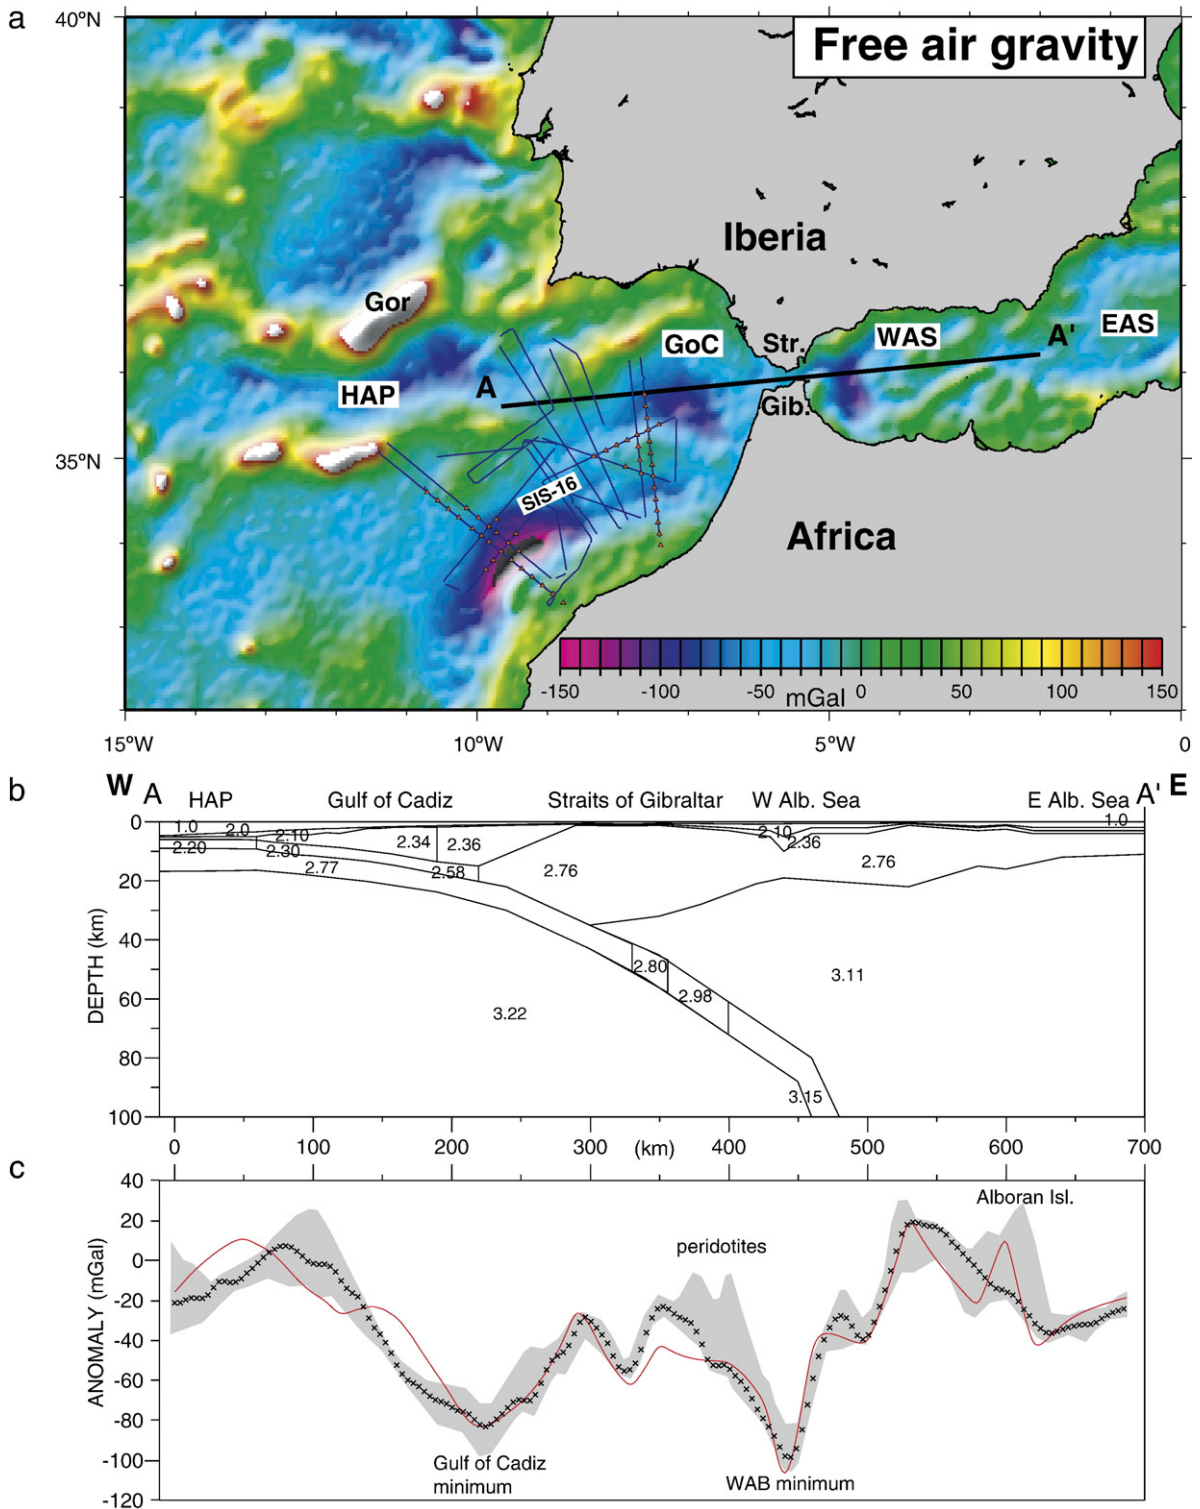 a
40°N
Free air gravity
Iberia
Gor
GoC
Str.
WAS
A'
EAS
HAP
A
Gib.
35°N
SIS-16
Africa
-150 -100 -50 0 50 100 150
mGal
15°W 10°W 5°W 0
b
W A HAP Gulf of Cadiz Straits of Gibraltar W Alb. Sea E Alb. Sea A' E
0
20
40
60
80
100
DEPTH (km)
1.0 2.0 2.10 2.34 2.36 2.10 2.36 1.0
2.20 2.30 2.77 2.58 2.76 2.76
2.80
2.98
3.11
3.22
3.15
0 100 200 (km) 400 500 600 700
c
40
20
0
-20
-40
-60
-80
-100
-120
ANOMALY (mGal)
Alboran Isl.
peridotites
Gulf of Cadiz
minimum
WAB minimum